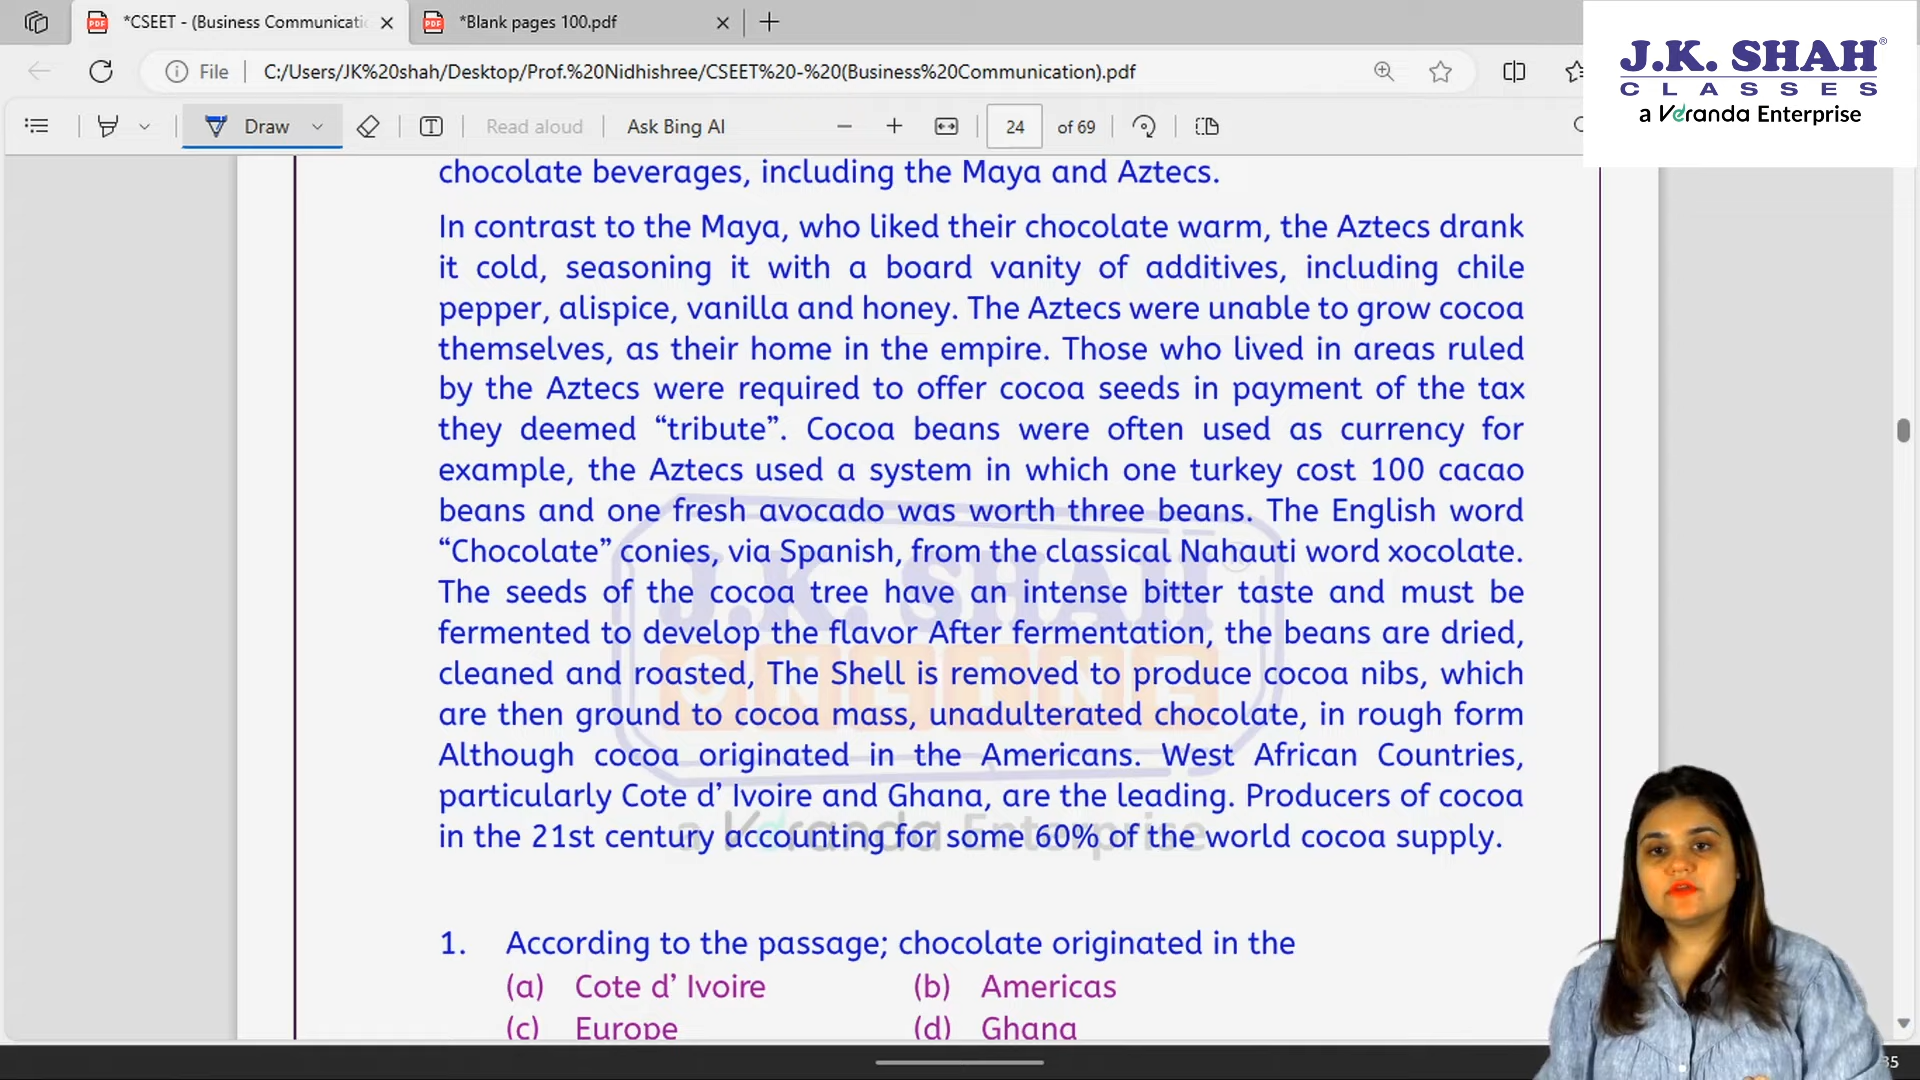 *CSEET - (Business Communicati
*Blank pages 100.pdf
File
C:/Users/JK%20shah/Desktop/Prof.%20Nidhishree/CSEET%20-%20(Business%20Communication).pdf
J.K. SHAH®
CLASSES
a Veranda Enterprise
Draw
Read aloud
Ask Bing AI
24
of 69
chocolate beverages, including the Maya and Aztecs.
In contrast to the Maya, who liked their chocolate warm, the Aztecs drank
it cold, seasoning it with a board vanity of additives, including chile
pepper, alispice, vanilla and honey. The Aztecs were unable to grow cocoa
themselves, as their home in the empire. Those who lived in areas ruled
by the Aztecs were required to offer cocoa seeds in payment of the tax
they deemed “tribute”. Cocoa beans were often used as currency for
example, the Aztecs used a system in which one turkey cost 100 cacao
beans and one fresh avocado was worth three beans. The English word
“Chocolate” conies, via Spanish, from the classical Nahauti word xocolate.
The seeds of the cocoa tree have an intense bitter taste and must be
fermented to develop the flavor After fermentation, the beans are dried,
cleaned and roasted, The Shell is removed to produce cocoa nibs, which
are then ground to cocoa mass, unadulterated chocolate, in rough form
Although cocoa originated in the Americans. West African Countries,
particularly Cote d’ Ivoire and Ghana, are the leading. Producers of cocoa
in the 21st century accounting for some 60% of the world cocoa supply.
J.K. SHAH®
ONLINE
a Veranda Enterprise
1. According to the passage; chocolate originated in the
(a) Cote d’ Ivoire (b) Americas
(c) Europe (d) Ghana